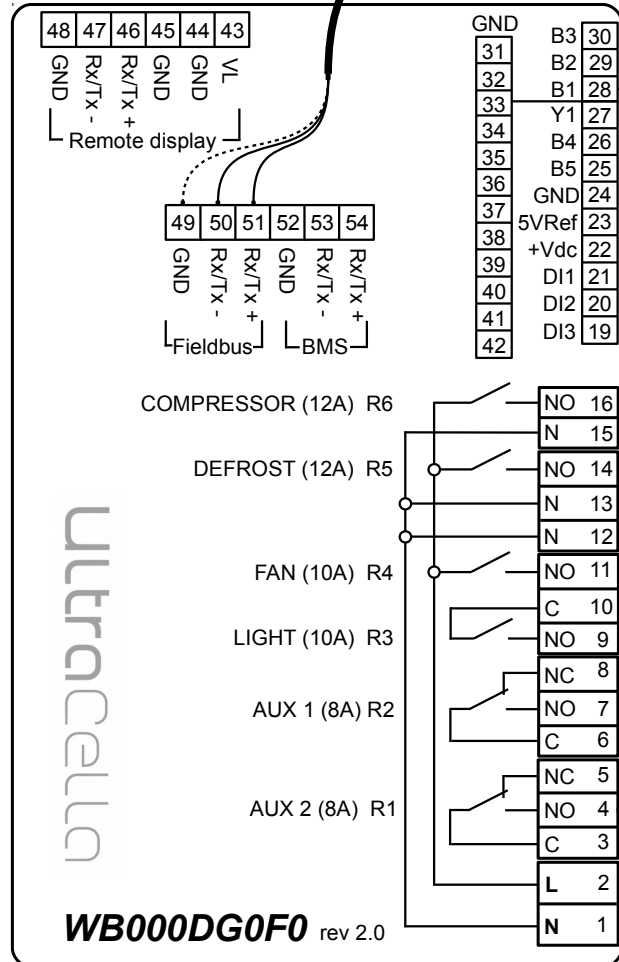 48 47 46 45 44 43
GND Rx/Tx - Rx/Tx + GND GND VL
Remote display
49 50 51 52 53 54
GND Rx/Tx - Rx/Tx + GND Rx/Tx - Rx/Tx +
Fieldbus BMS
GND
31
32
33
34
35
36
37
38
39
40
41
42
B3 30
B2 29
B1 28
Y1 27
B4 26
B5 25
GND 24
5VRef 23
+Vdc 22
DI1 21
DI2 20
DI3 19
COMPRESSOR (12A) R6 NO 16
N 15
DEFROST (12A) R5 NO 14
N 13
N 12
FAN (10A) R4 NO 11
C 10
LIGHT (10A) R3 NO 9
NC 8
AUX 1 (8A) R2 NO 7
C 6
NC 5
AUX 2 (8A) R1 NO 4
C 3
L 2
N 1
UltraCella
WB000DG0F0 rev 2.0